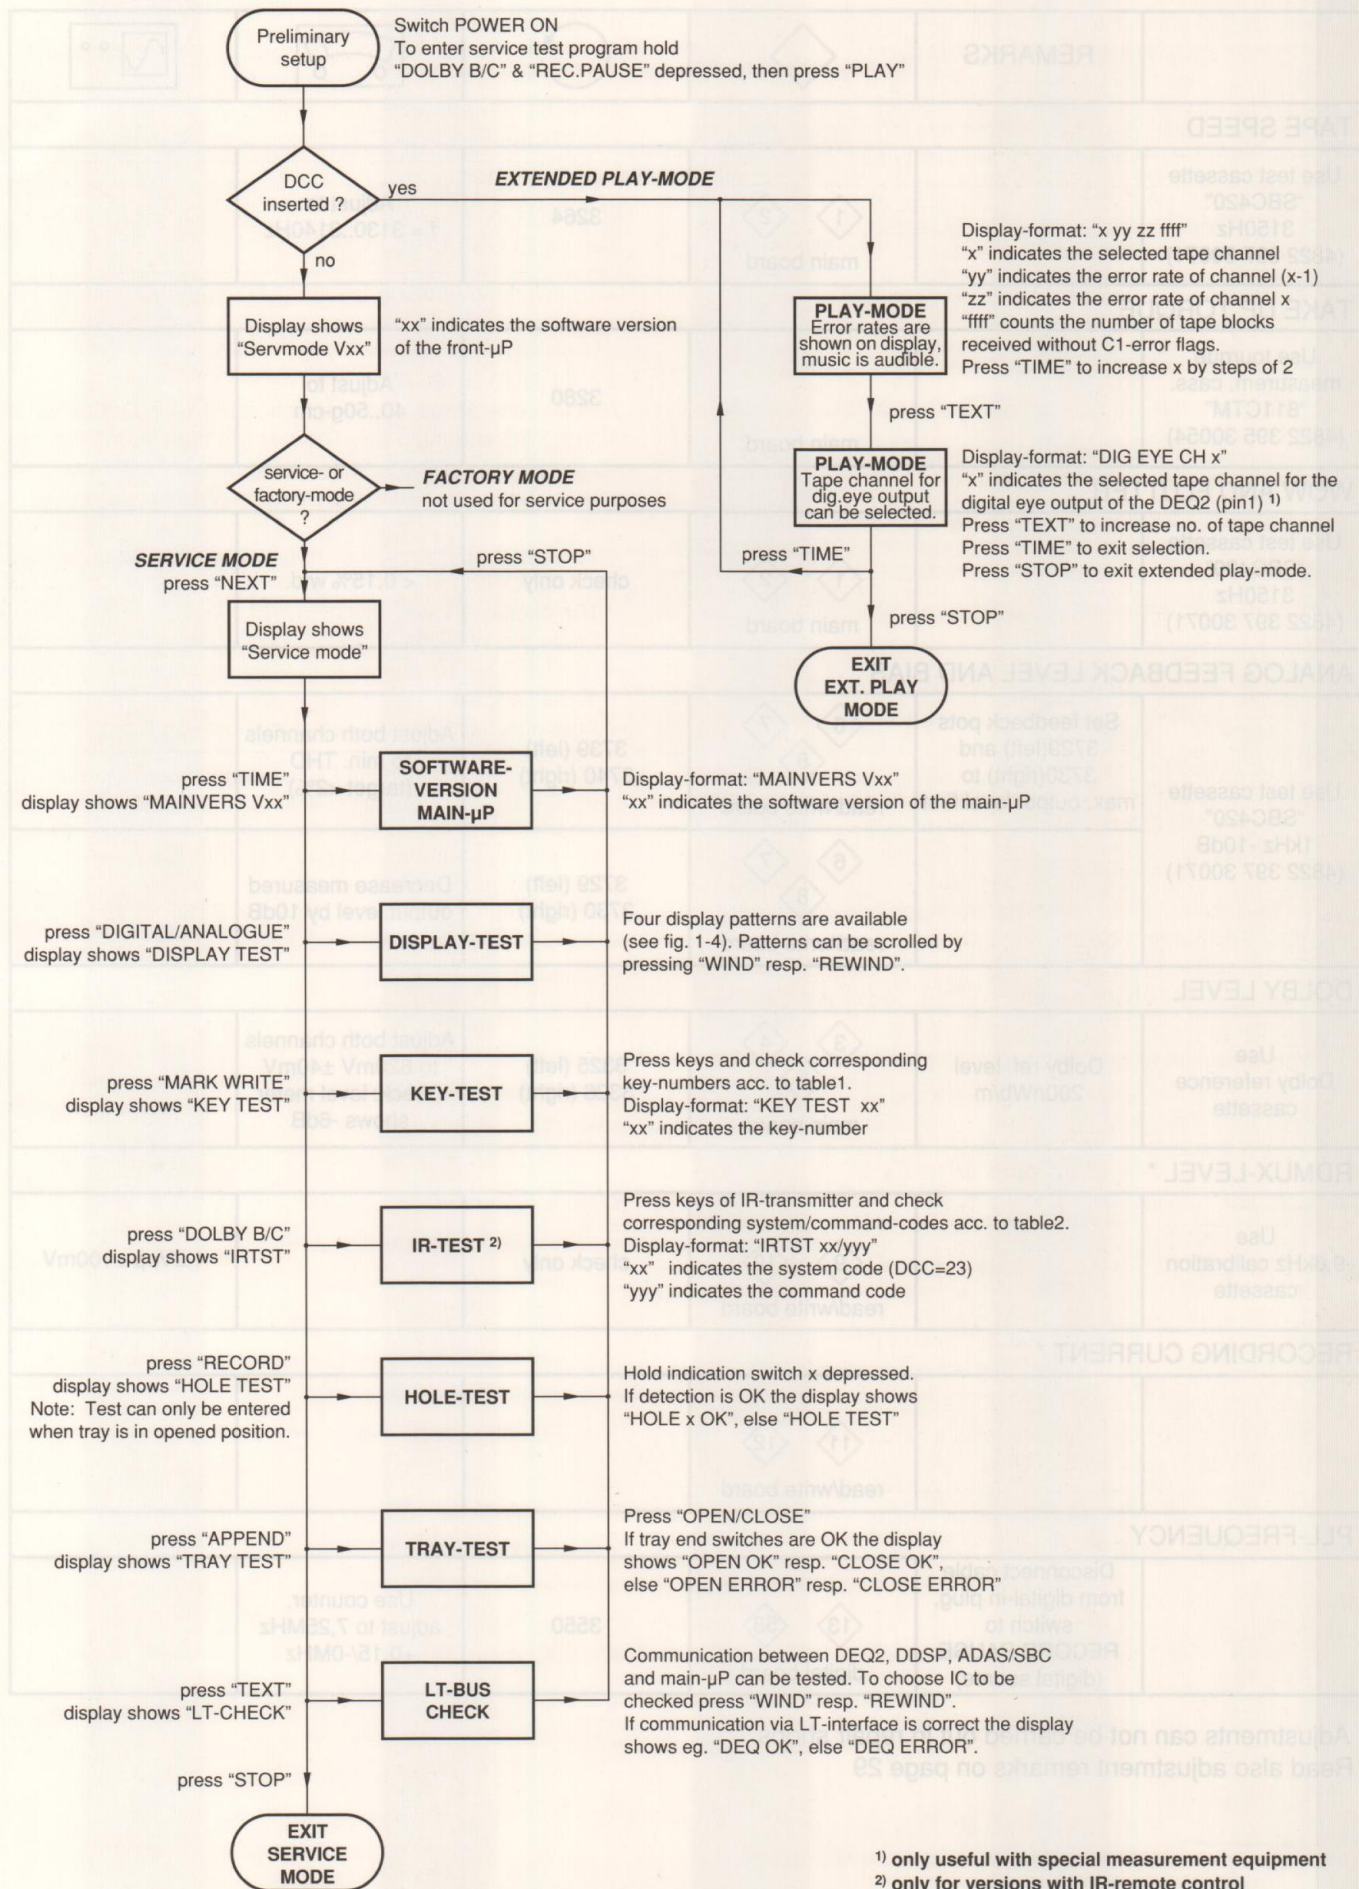 Preliminary
setup
Switch POWER ON
To enter service test program hold
“DOLBY B/C” & “REC.PAUSE” depressed, then press “PLAY”
DCC
inserted ?
yes
no
EXTENDED PLAY-MODE
Display shows
“Servmode Vxx”
“xx” indicates the software version
of the front-µP
PLAY-MODE
Error rates are
shown on display,
music is audible.
Display-format: “x yy zz ffff”
“x” indicates the selected tape channel
“yy” indicates the error rate of channel (x-1)
“zz” indicates the error rate of channel x
“ffff” counts the number of tape blocks
received without C1-error flags.
Press “TIME” to increase x by steps of 2
press “TEXT”
service- or
factory-mode
?
FACTORY MODE
not used for service purposes
PLAY-MODE
Tape channel for
dig.eye output
can be selected.
Display-format: “DIG EYE CH x”
“x” indicates the selected tape channel for the
digital eye output of the DEQ2 (pin1) 1)
Press “TEXT” to increase no. of tape channel
Press “TIME” to exit selection.
Press “STOP” to exit extended play-mode.
SERVICE MODE
press “NEXT”
press “STOP”
press “TIME”
press “STOP”
Display shows
“Service mode”
EXIT
EXT. PLAY
MODE
press “TIME”
display shows “MAINVERS Vxx”
SOFTWARE-
VERSION
MAIN-µP
Display-format: “MAINVERS Vxx”
“xx” indicates the software version of the main-µP
press “DIGITAL/ANALOGUE”
display shows “DISPLAY TEST”
DISPLAY-TEST
Four display patterns are available
(see fig. 1-4). Patterns can be scrolled by
pressing “WIND” resp. “REWIND”.
press “MARK WRITE”
display shows “KEY TEST”
KEY-TEST
Press keys and check corresponding
key-numbers acc. to table1.
Display-format: “KEY TEST xx”
“xx” indicates the key-number
press “DOLBY B/C”
display shows “IRTST”
IR-TEST 2)
Press keys of IR-transmitter and check
corresponding system/command-codes acc. to table2.
Display-format: “IRTST xx/yyy”
“xx” indicates the system code (DCC=23)
“yyy” indicates the command code
press “RECORD”
display shows “HOLE TEST”
Note: Test can only be entered
when tray is in opened position.
HOLE-TEST
Hold indication switch x depressed.
If detection is OK the display shows
“HOLE x OK”, else “HOLE TEST”
press “APPEND”
display shows “TRAY TEST”
TRAY-TEST
Press “OPEN/CLOSE”
If tray end switches are OK the display
shows “OPEN OK” resp. “CLOSE OK”,
else “OPEN ERROR” resp. “CLOSE ERROR”
press “TEXT”
display shows “LT-CHECK”
LT-BUS
CHECK
Communication between DEQ2, DDSP, ADAS/SBC
and main-µP can be tested. To choose IC to be
checked press “WIND” resp. “REWIND”.
If communication via LT-interface is correct the display
shows eg. “DEQ OK”, else “DEQ ERROR”.
press “STOP”
EXIT
SERVICE
MODE
1) only useful with special measurement equipment
2) only for versions with IR-remote control